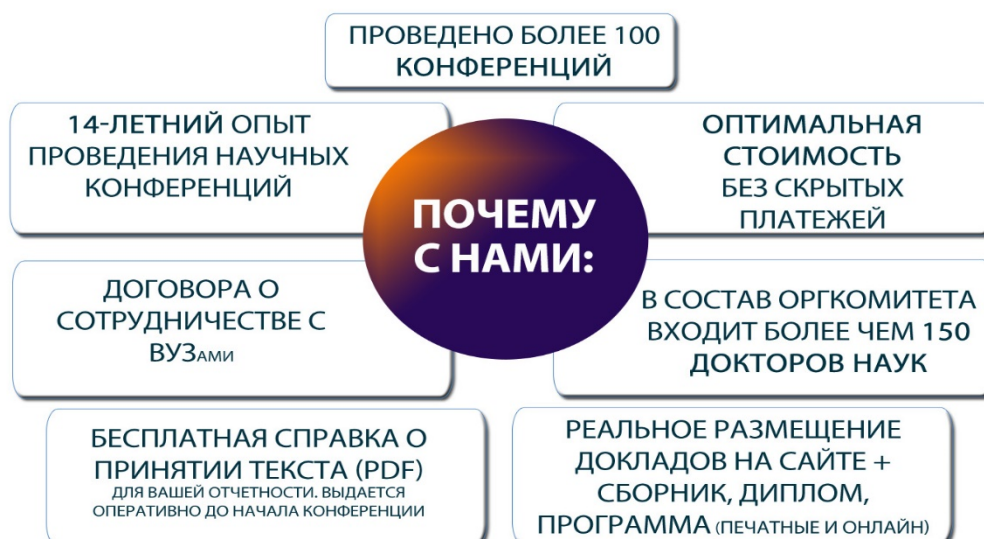 ПРОВЕДЕНО БОЛЕЕ 100
КОНФЕРЕНЦИЙ
14-ЛЕТНИЙ ОПЫТ
ПРОВЕДЕНИЯ НАУЧНЫХ
КОНФЕРЕНЦИЙ
ОПТИМАЛЬНАЯ
СТОИМОСТЬ
БЕЗ СКРЫТЫХ
ПЛАТЕЖЕЙ
ПОЧЕМУ
С НАМИ:
ДОГОВОРА О
СОТРУДНИЧЕСТВЕ С
ВУЗАМИ
В СОСТАВ ОРГКОМИТЕТА
ВХОДИТ БОЛЕЕ ЧЕМ 150
ДОКТОРОВ НАУК
БЕСПЛАТНАЯ СПРАВКА О
ПРИНЯТИИ ТЕКСТА (PDF)
ДЛЯ ВАШЕЙ ОТЧЕТНОСТИ. ВЫДАЕТСЯ
ОПЕРАТИВНО ДО НАЧАЛА КОНФЕРЕНЦИИ
РЕАЛЬНОЕ РАЗМЕЩЕНИЕ
ДОКЛАДОВ НА САЙТЕ +
СБОРНИК, ДИПЛОМ,
ПРОГРАММА (ПЕЧАТНЫЕ И ОНЛАЙН)